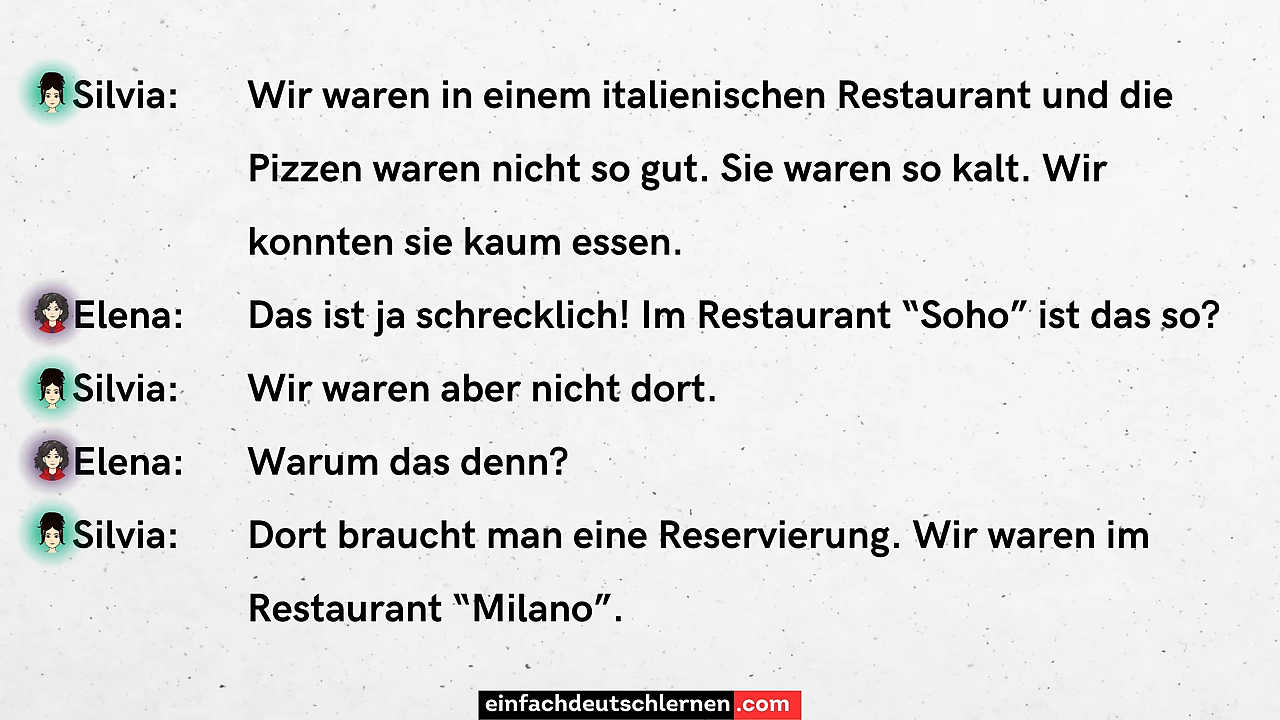 Silvia: Wir waren in einem italienischen Restaurant und die
Pizzen waren nicht so gut. Sie waren so kalt. Wir
konnten sie kaum essen.
Elena: Das ist ja schrecklich! Im Restaurant “Soho” ist das so?
Silvia: Wir waren aber nicht dort.
Elena: Warum das denn?
Silvia: Dort braucht man eine Reservierung. Wir waren im
Restaurant “Milano”.
einfachdeutschlernen.com